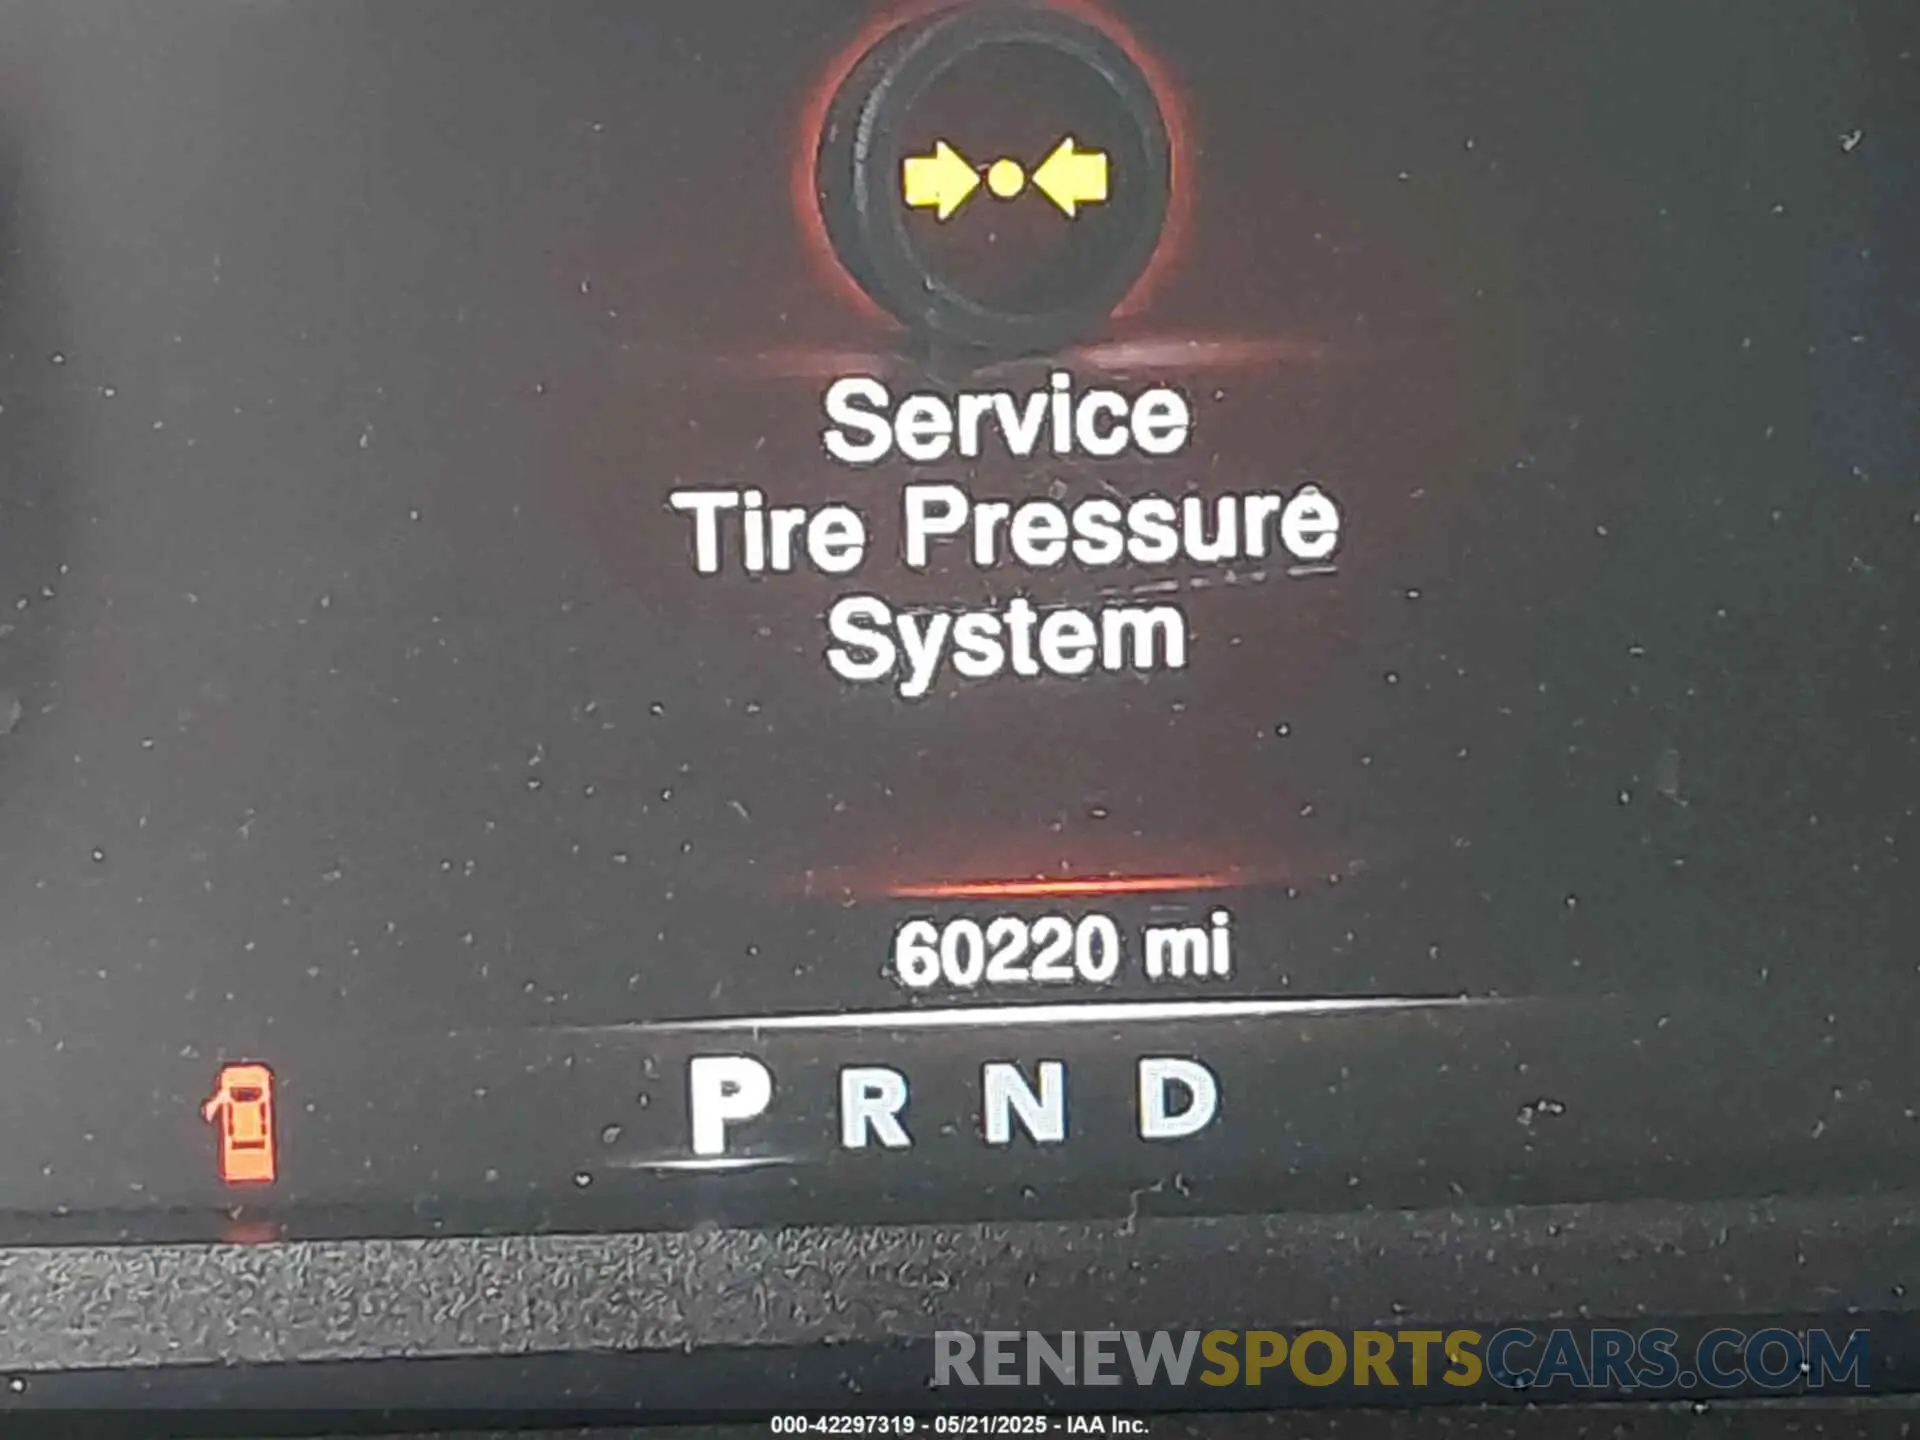 Service
Tire Pressure
System
60220 mi
P R N D
RENEWSPORTSCARS.COM
000-42297319 - 05/21/2025 - IAA Inc.